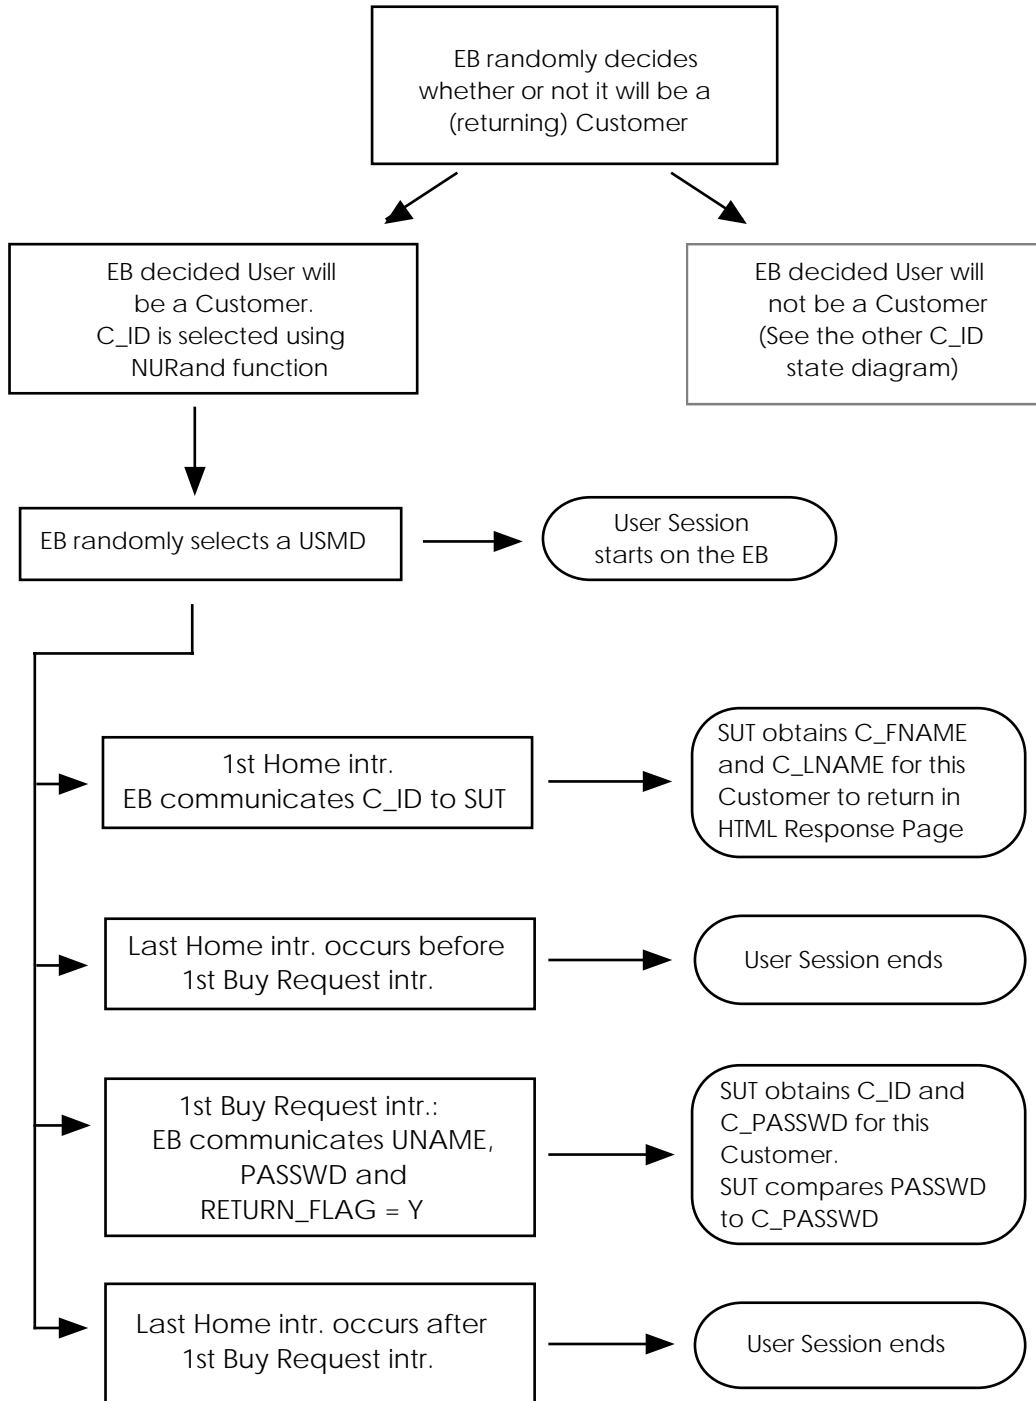 EB randomly decides
whether or not it will be a
(returning) Customer
EB decided User will
be a Customer.
C_ID is selected using
NURand function
EB decided User will
not be a Customer
(See the other C_ID
state diagram)
EB randomly selects a USMD
User Session
starts on the EB
1st Home intr.
EB communicates C_ID to SUT
SUT obtains C_FNAME
and C_LNAME for this
Customer to return in
HTML Response Page
Last Home intr. occurs before
1st Buy Request intr.
User Session ends
1st Buy Request intr.:
EB communicates UNAME,
PASSWD and
RETURN_FLAG = Y
SUT obtains C_ID and
C_PASSWD for this
Customer.
SUT compares PASSWD
to C_PASSWD
Last Home intr. occurs after
1st Buy Request intr.
User Session ends